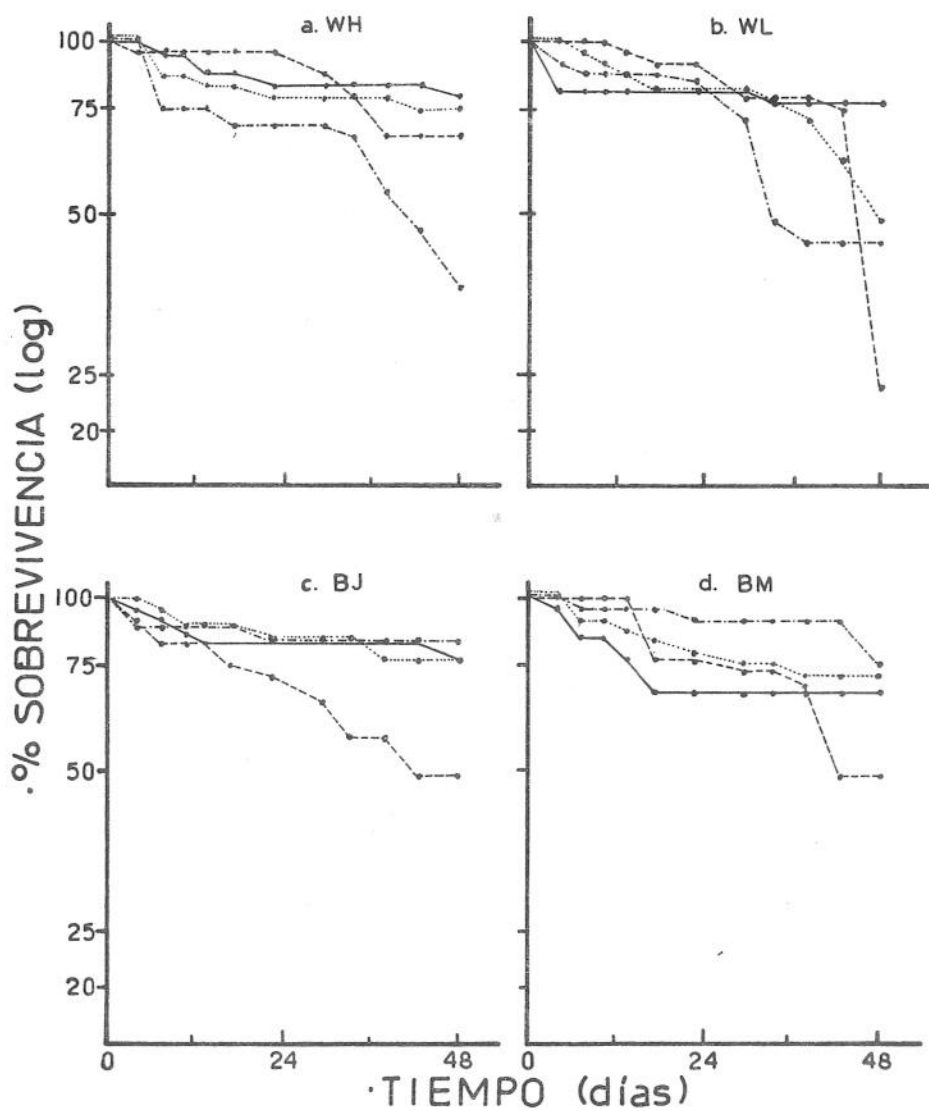 a. WH
b. WL
100
75
50
25
20
c. BJ
d. BM
100
75
50
25
20
0
24
48
0
24
48
.% SOBREVIVENCIA (log)
.TIEMPO (días)